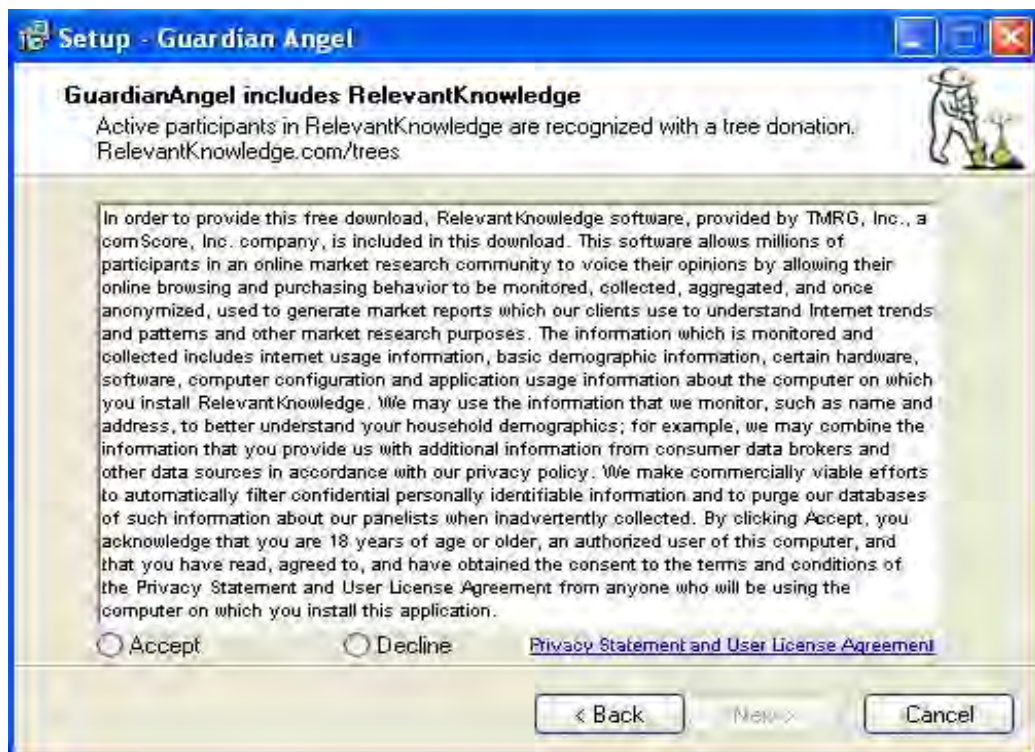 Setup - Guardian Angel
GuardianAngel includes RelevantKnowledge
Active participants in RelevantKnowledge are recognized with a tree donation.
RelevantKnowledge.com/trees
In order to provide this free download, RelevantKnowledge software, provided by TMRG, Inc., a
comScore, Inc. company, is included in this download. This software allows millions of
participants in an online market research community to voice their opinions by allowing their
online browsing and purchasing behavior to be monitored, collected, aggregated, and once
anonymized, used to generate market reports which our clients use to understand Internet trends
and patterns and other market research purposes. The information which is monitored and
collected includes internet usage information, basic demographic information, certain hardware,
software, computer configuration and application usage information about the computer on which
you install RelevantKnowledge. We may use the information that we monitor, such as name and
address, to better understand your household demographics; for example, we may combine the
information that you provide us with additional information from consumer data brokers and
other data sources in accordance with our privacy policy. We make commercially viable efforts
to automatically filter confidential personally identifiable information and to purge our databases
of such information about our panelists when inadvertently collected. By clicking Accept, you
acknowledge that you are 18 years of age or older, an authorized user of this computer, and
that you have read, agreed to, and have obtained the consent to the terms and conditions of
the Privacy Statement and User License Agreement from anyone who will be using the
computer on which you install this application.
Accept Decline Privacy Statement and User License Agreement
< Back Next > Cancel